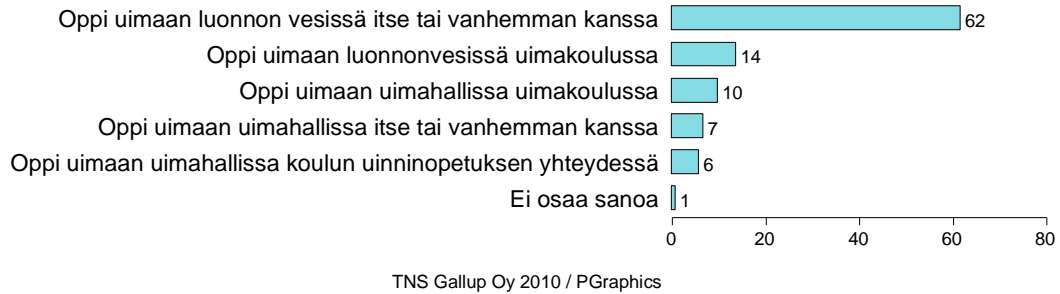 Oppi uimaan luonnon vesissä itse tai vanhemman kanssa 62
Oppi uimaan luonnonvesissä uimakoulussa 14
Oppi uimaan uimahallissa uimakoulussa 10
Oppi uimaan uimahallissa itse tai vanhemman kanssa 7
Oppi uimaan uimahallissa koulun uinninopetuksen yhteydessä 6
Ei osaa sanoa 1
0 20 40 60 80
TNS Gallup Oy 2010 / PGraphics